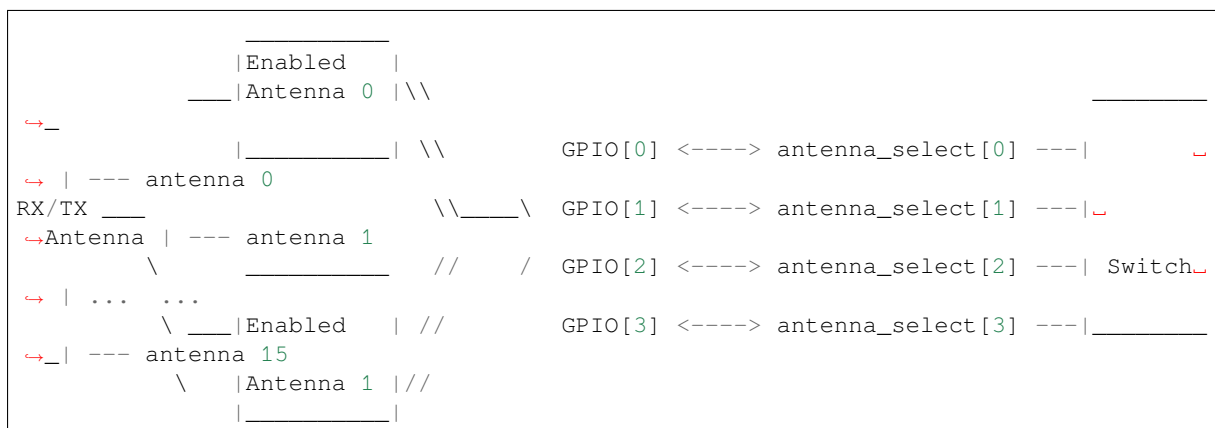 __________
                  |Enabled   |
              ___|Antenna 0 |\\                                                  ________
↪_
                  |__________| \\        GPIO[0] <----> antenna_select[0] ---|       ␣
↪ | --- antenna 0
RX/TX ___                      \\____\  GPIO[1] <----> antenna_select[1] ---|␣
↪Antenna | --- antenna 1
          \      __________   //    /  GPIO[2] <----> antenna_select[2] ---| Switch␣
↪ | ...  ...
           \ ___|Enabled   | //        GPIO[3] <----> antenna_select[3] ---|________
↪_| --- antenna 15
            \   |Antenna 1 |//
                |__________|